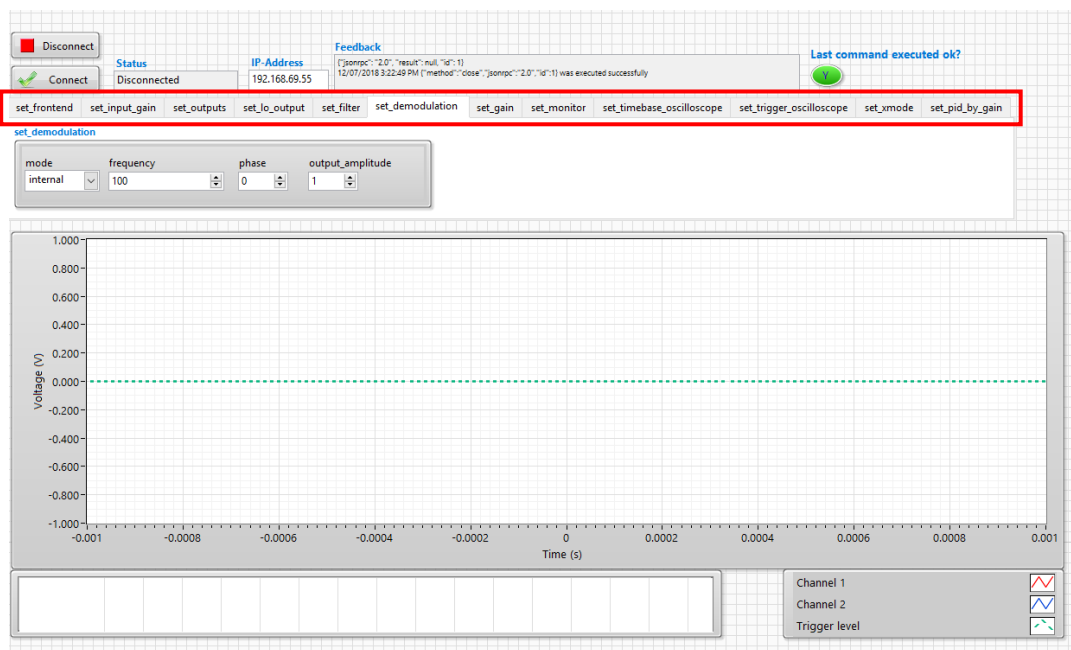 Disconnect
Connect
Status
Disconnected
IP-Address
192.168.69.55
Feedback
{"jsonrpc": "2.0", "result": null, "id": 1}
12/07/2018 3:22:49 PM {"method":"close","jsonrpc":"2.0","id":1} was executed successfully
Last command executed ok?
Y
set_frontend set_input_gain set_outputs set_lo_output set_filter set_demodulation set_gain set_monitor set_timebase_oscilloscope set_trigger_oscilloscope set_xmode set_pid_by_gain
set_demodulation
mode frequency phase output_amplitude
internal 100 0 1
1.000
0.800
0.600
0.400
0.200
0.000
-0.200
-0.400
-0.600
-0.800
-1.000
Voltage (V)
-0.001 -0.0008 -0.0006 -0.0004 -0.0002 0 0.0002 0.0004 0.0006 0.0008 0.001
Time (s)
Channel 1
Channel 2
Trigger level